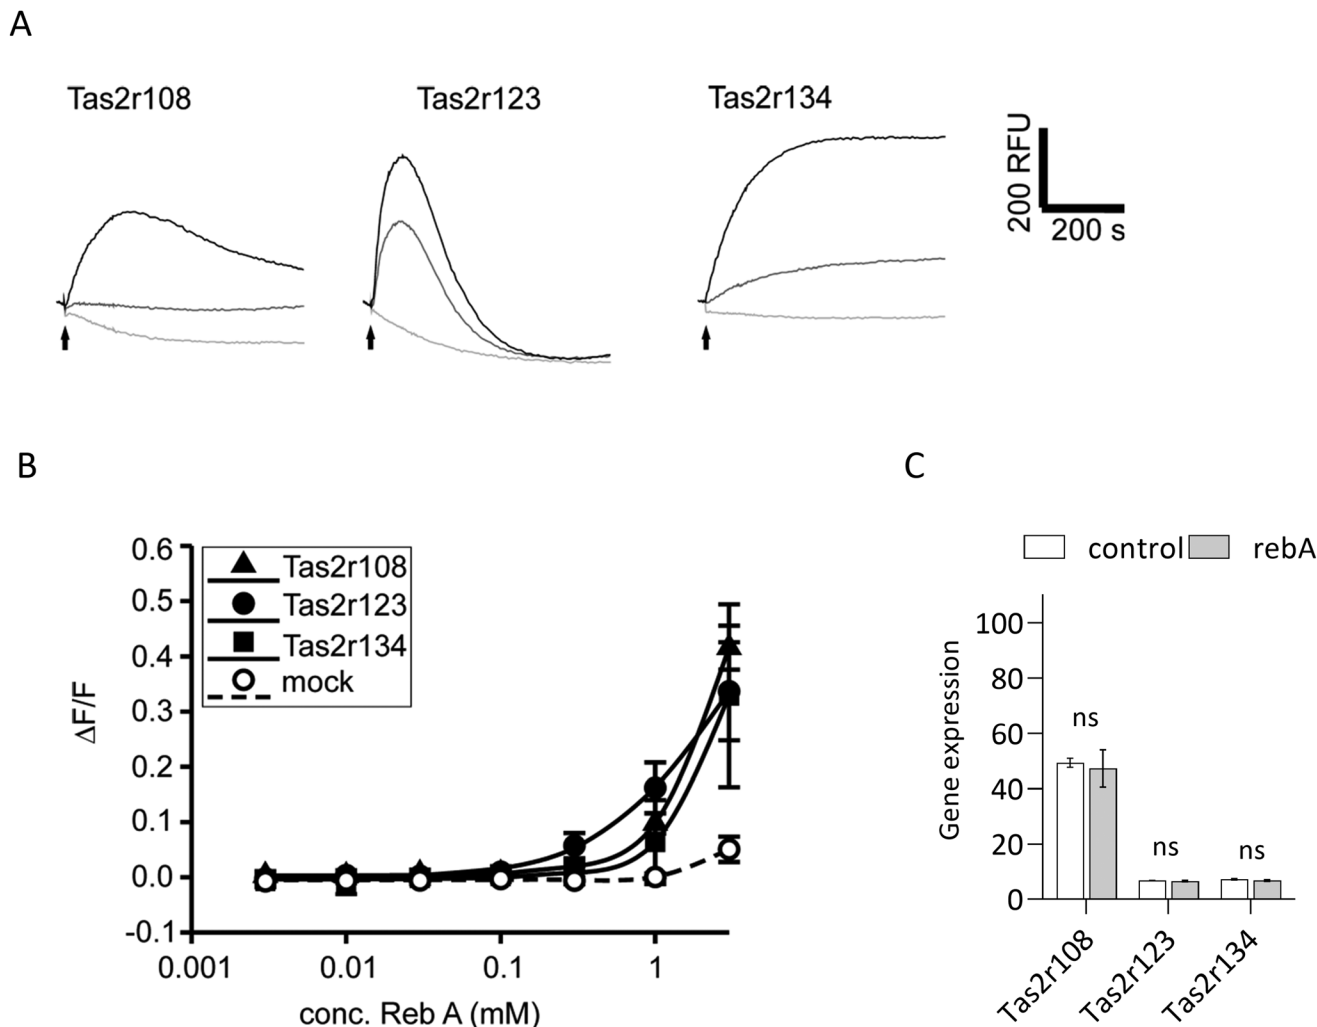 A
Tas2r108
Tas2r123
Tas2r134
200 RFU
200 s
B
0.6
0.5
0.4
0.3
0.2
0.1
0.0
-0.1
ΔF/F
Tas2r108
Tas2r123
Tas2r134
mock
0.001
0.01
0.1
1
conc. Reb A (mM)
C
control
rebA
Gene expression
100
80
60
40
20
0
ns
ns
ns
Tas2r108
Tas2r123
Tas2r134